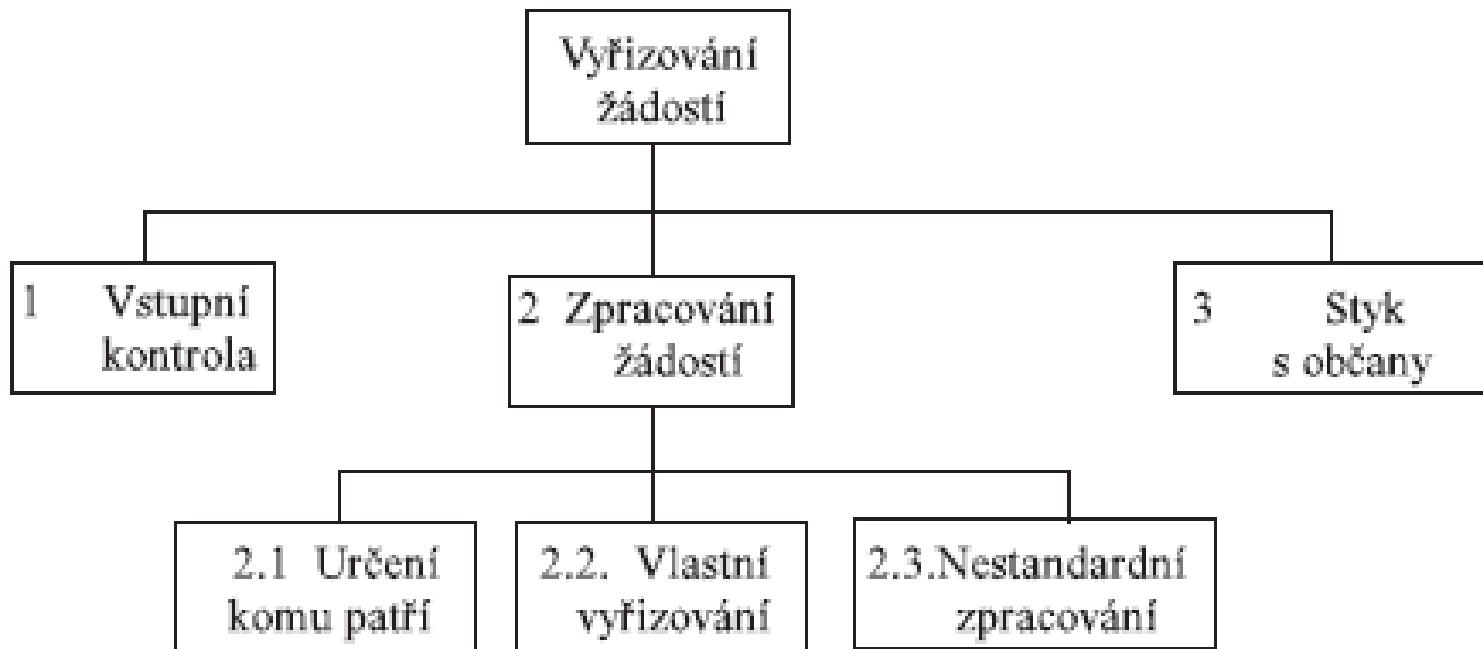 Vyřizování
žádostí
1 Vstupní
kontrola
2 Zpracování
žádostí
3 Styk
s občany
2.1 Určení
komu patří
2.2. Vlastní
vyřizování
2.3.Nestandardní
zpracování